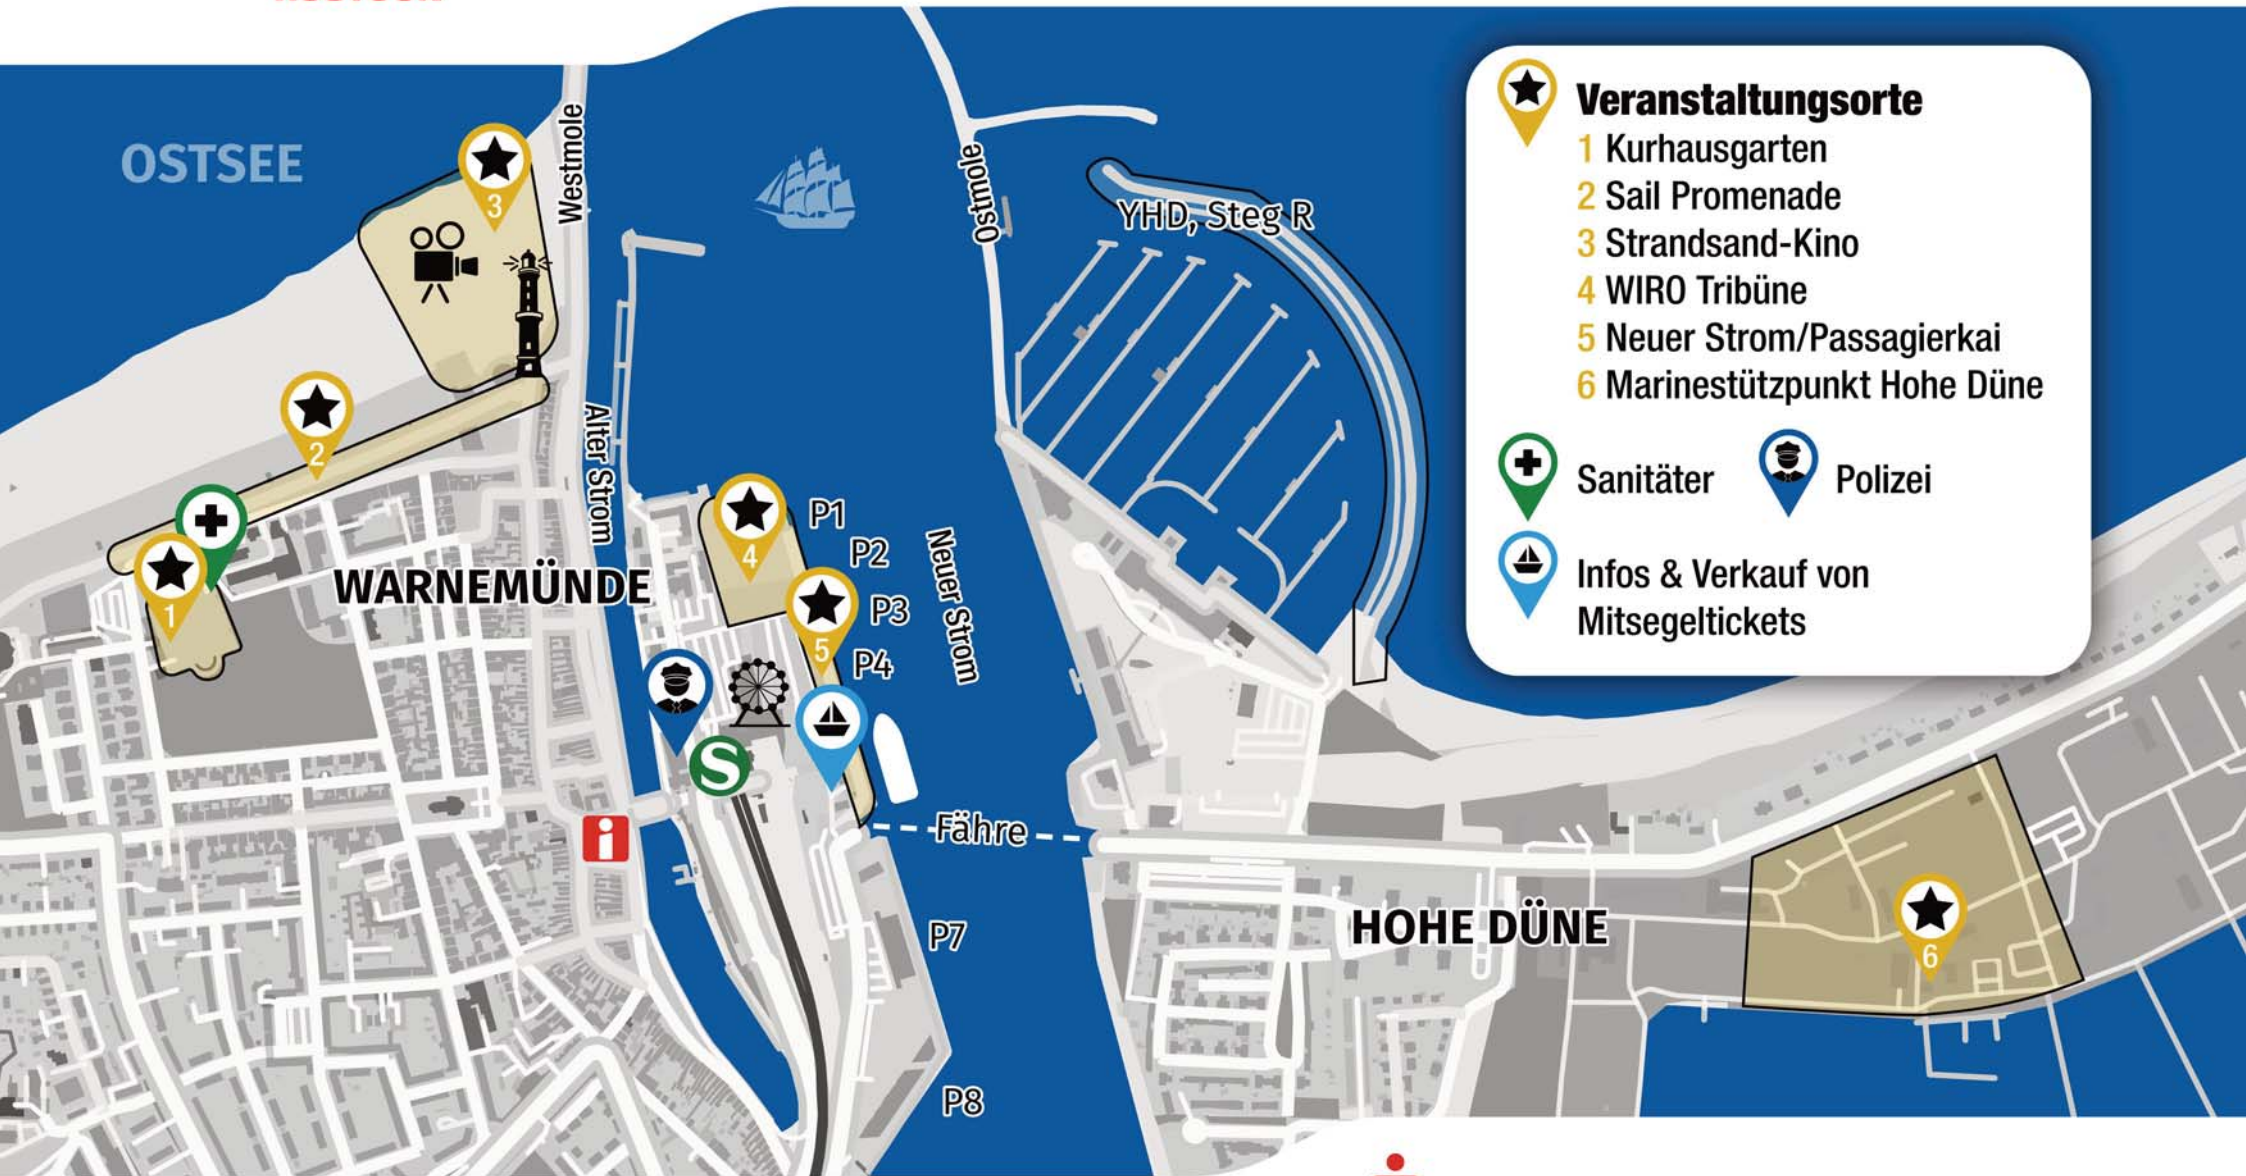 OSTSEE
Westmole
Ostmole
YHD, Steg R
Alter Strom
WARNEMÜNDE
Neuer Strom
P1
P2
P3
P4
Fähre
P7
P8
HOHE DÜNE
1
2
3
4
5
6
S
i
Veranstaltungsorte
1 Kurhausgarten
2 Sail Promenade
3 Strandsand-Kino
4 WIRO Tribüne
5 Neuer Strom/Passagierkai
6 Marinestützpunkt Hohe Düne
Sanitäter
Polizei
Infos & Verkauf von
Mitsegeltickets